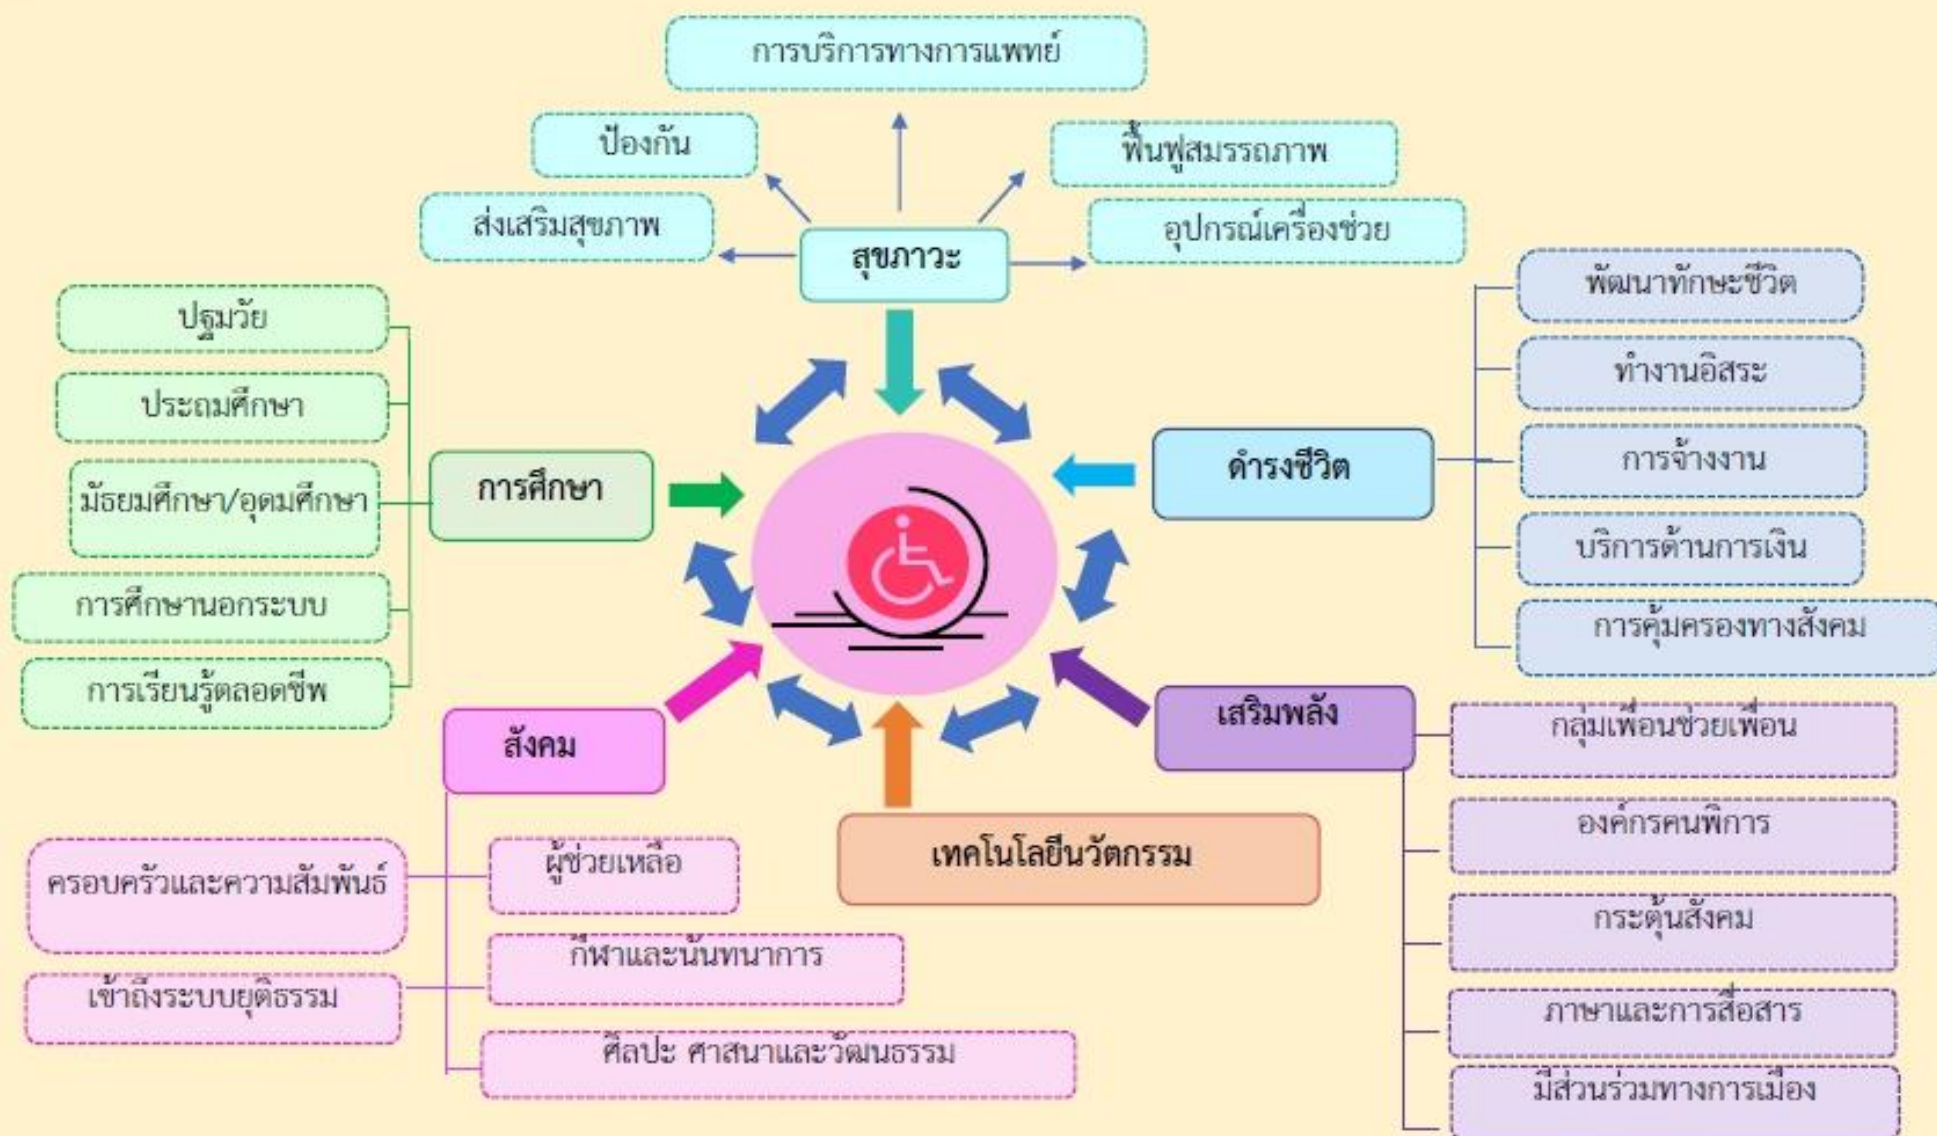 การบริการทางการแพทย์
ป้องกัน
ฟื้นฟูสมรรถภาพ
ส่งเสริมสุขภาพ
อุปกรณ์เครื่องช่วย
สุขภาวะ
ปฐมวัย
ประถมศึกษา
มัธยมศึกษา/อุดมศึกษา
การศึกษานอกระบบ
การเรียนรู้ตลอดชีพ
การศึกษา
พัฒนาทักษะชีวิต
ทำงานอิสระ
การจ้างงาน
บริการด้านการเงิน
การคุ้มครองทางสังคม
ดำรงชีวิต
สังคม
ครอบครัวและความสัมพันธ์
ผู้ช่วยเหลือ
กีฬาและนันทนาการ
เข้าถึงระบบยุติธรรม
ศิลปะ ศาสนาและวัฒนธรรม
เทคโนโลยีนวัตกรรม
เสริมพลัง
กลุ่มเพื่อนช่วยเพื่อน
องค์กรคนพิการ
กระตุ้นสังคม
ภาษาและการสื่อสาร
มีส่วนร่วมทางการเมือง